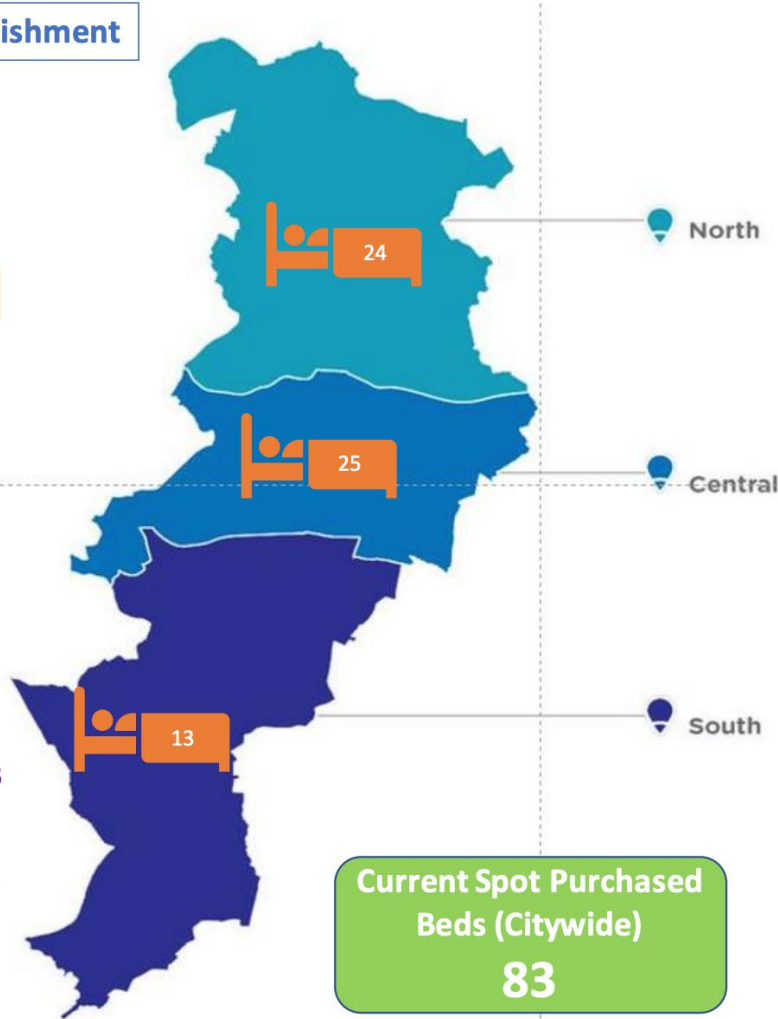 ishment
24
North
25
Central
13
South
Current Spot Purchased
Beds (Citywide)
83